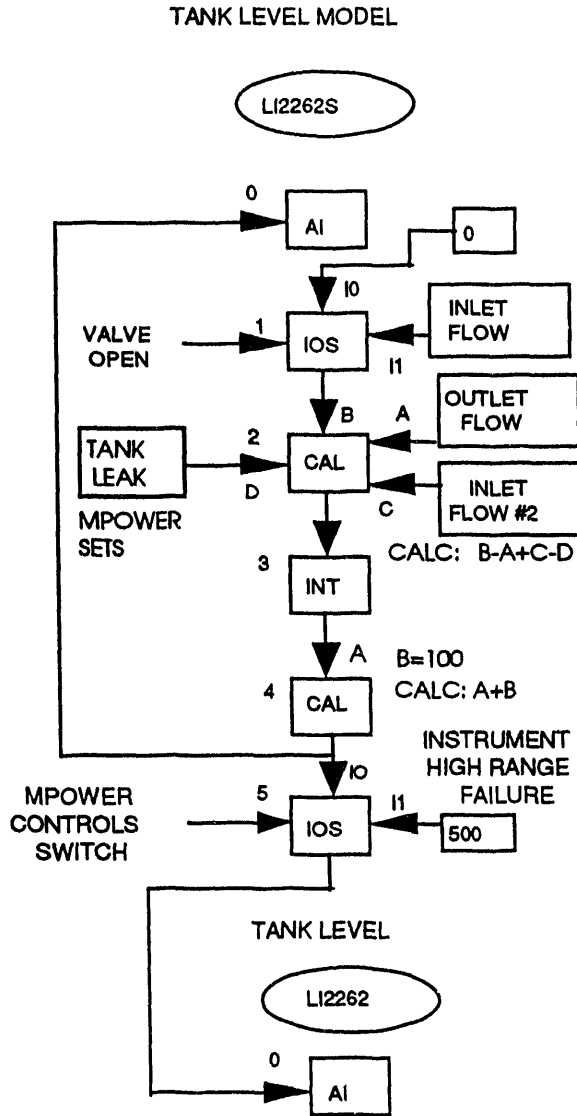 TANK LEVEL MODEL
LI2262S
0
AI
0
I0
VALVE
OPEN
1
IOS
I1
INLET
FLOW
B
A
OUTLET
FLOW
TANK
LEAK
2
D
CAL
C
INLET
FLOW #2
MPOWER
SETS
CALC: B-A+C-D
3
INT
A
B=100
CALC: A+B
4
CAL
INSTRUMENT
HIGH RANGE
FAILURE
IO
MPOWER
CONTROLS
SWITCH
5
IOS
I1
500
TANK LEVEL
LI2262
0
AI